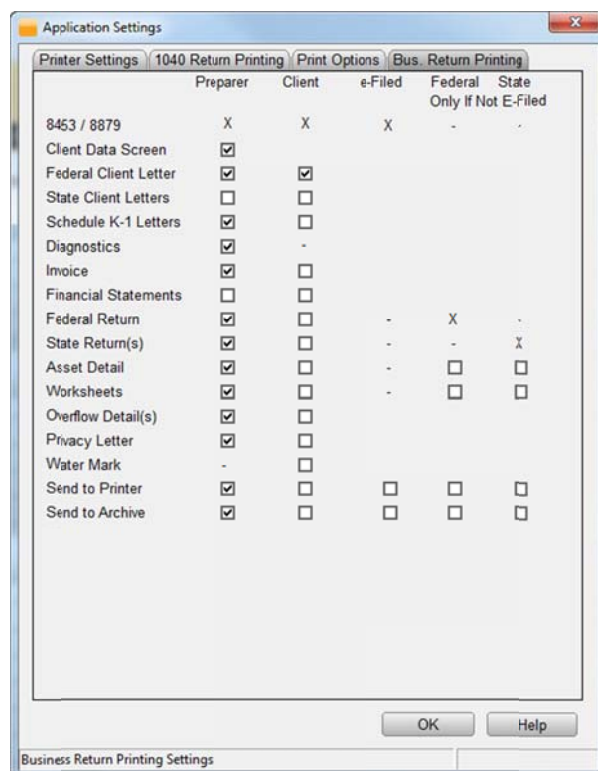 Application Settings
Printer Settings 1040 Return Printing Print Options Bus. Return Printing
Preparer Client e-Filed Federal State
Only If Not E-Filed
8453 / 8879 X X X - -
Client Data Screen
Federal Client Letter
State Client Letters
Schedule K-1 Letters
Diagnostics -
Invoice
Financial Statements
Federal Return - X -
State Return(s) - - X
Asset Detail -
Worksheets -
Overflow Detail(s)
Privacy Letter
Water Mark -
Send to Printer
Send to Archive
OK Help
Business Return Printing Settings